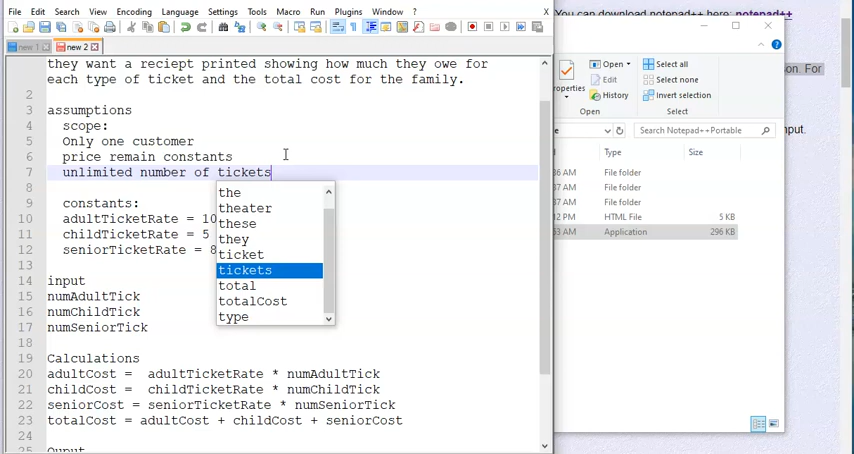 You can download notepad++ here: notepad++
File Edit Search View Encoding Language Settings Tools Macro Run Plugins Window ? X
new 1 new 2
they want a reciept printed showing how much they owe for
each type of ticket and the total cost for the family.
2
3 assumptions
4 scope:
5 Only one customer
6 price remain constants
7 unlimited number of tickets
8
9 constants:
10 adultTicketRate = 10
11 childTicketRate = 5
12 seniorTicketRate = 8
13
14 input
15 numAdultTick
16 numChildTick
17 numSeniorTick
18
19 Calculations
20 adultCost = adultTicketRate * numAdultTick
21 childCost = childTicketRate * numChildTick
22 seniorCost = seniorTicketRate * numSeniorTick
23 totalCost = adultCost + childCost + seniorCost
24
25 Ouput
the
theater
these
they
ticket
tickets
total
totalCost
type
Open
Edit
History
Open
Select all
Select none
Invert selection
Select
Search Notepad++Portable
Type Size
File folder
File folder
File folder
HTML File 5 KB
Application 296 KB
son. For
nput.